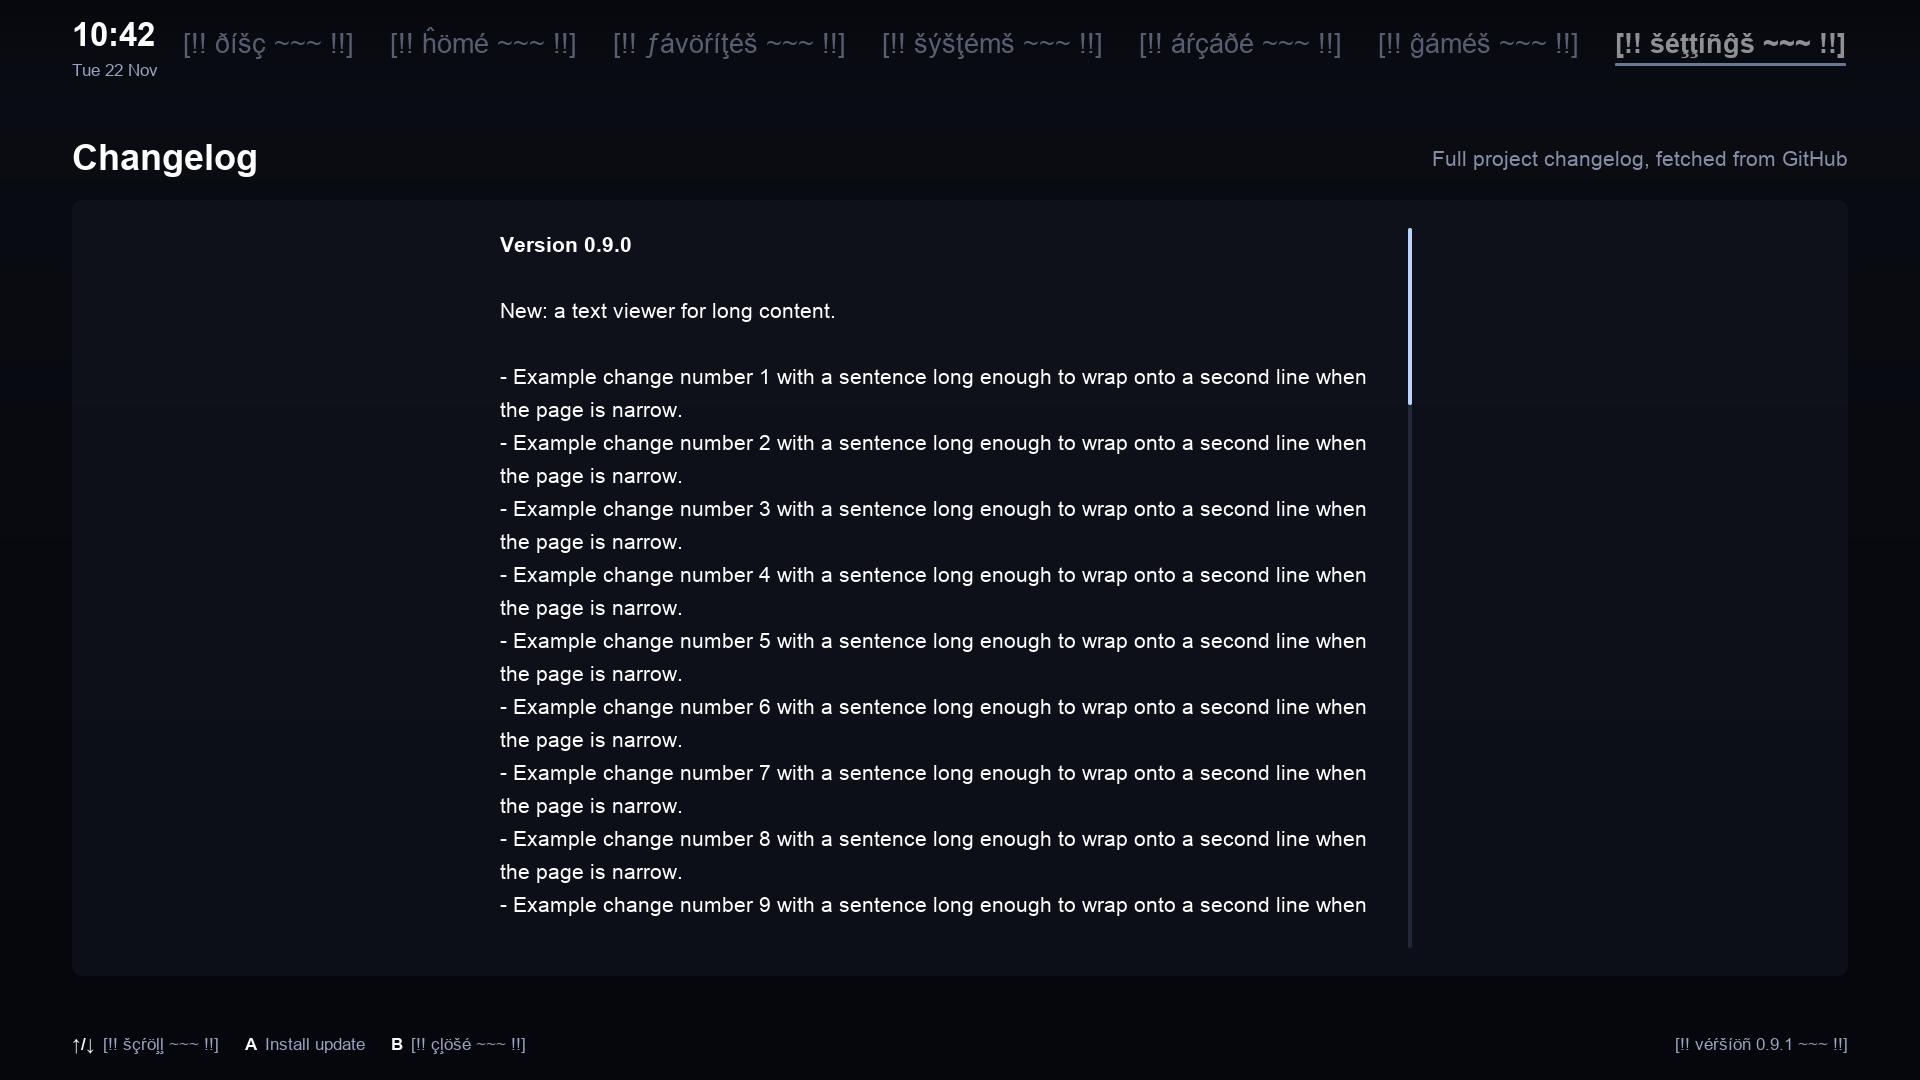 10:42
Tue 22 Nov
[!! ðíšç ~~~ !!] [!! ĥömé ~~~ !!] [!! ƒávöŕíţéš ~~~ !!] [!! šýšţémš ~~~ !!] [!! áŕçáðé ~~~ !!] [!! ĝáméš ~~~ !!] [!! šéţţíñĝš ~~~ !!]
Changelog
Full project changelog, fetched from GitHub
Version 0.9.0
New: a text viewer for long content.
- Example change number 1 with a sentence long enough to wrap onto a second line when
the page is narrow.
- Example change number 2 with a sentence long enough to wrap onto a second line when
the page is narrow.
- Example change number 3 with a sentence long enough to wrap onto a second line when
the page is narrow.
- Example change number 4 with a sentence long enough to wrap onto a second line when
the page is narrow.
- Example change number 5 with a sentence long enough to wrap onto a second line when
the page is narrow.
- Example change number 6 with a sentence long enough to wrap onto a second line when
the page is narrow.
- Example change number 7 with a sentence long enough to wrap onto a second line when
the page is narrow.
- Example change number 8 with a sentence long enough to wrap onto a second line when
the page is narrow.
- Example change number 9 with a sentence long enough to wrap onto a second line when
↑/↓ [!! šçŕöļļ ~~~ !!] A Install update B [!! çļöšé ~~~ !!]
[!! véŕšíöñ 0.9.1 ~~~ !!]